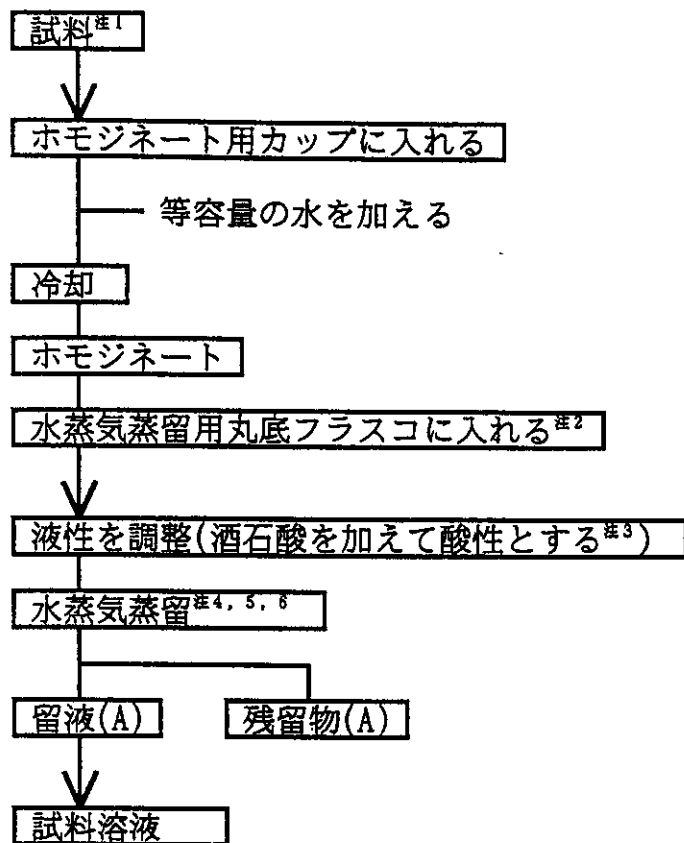 試料注1
ホモジネート用カップに入れる
等容量の水を加える
冷却
ホモジネート
水蒸気蒸留用丸底フラスコに入れる注2
液性を調整(酒石酸を加えて酸性とする注3)
水蒸気蒸留注4, 5, 6
留液(A) 残留物(A)
試料溶液